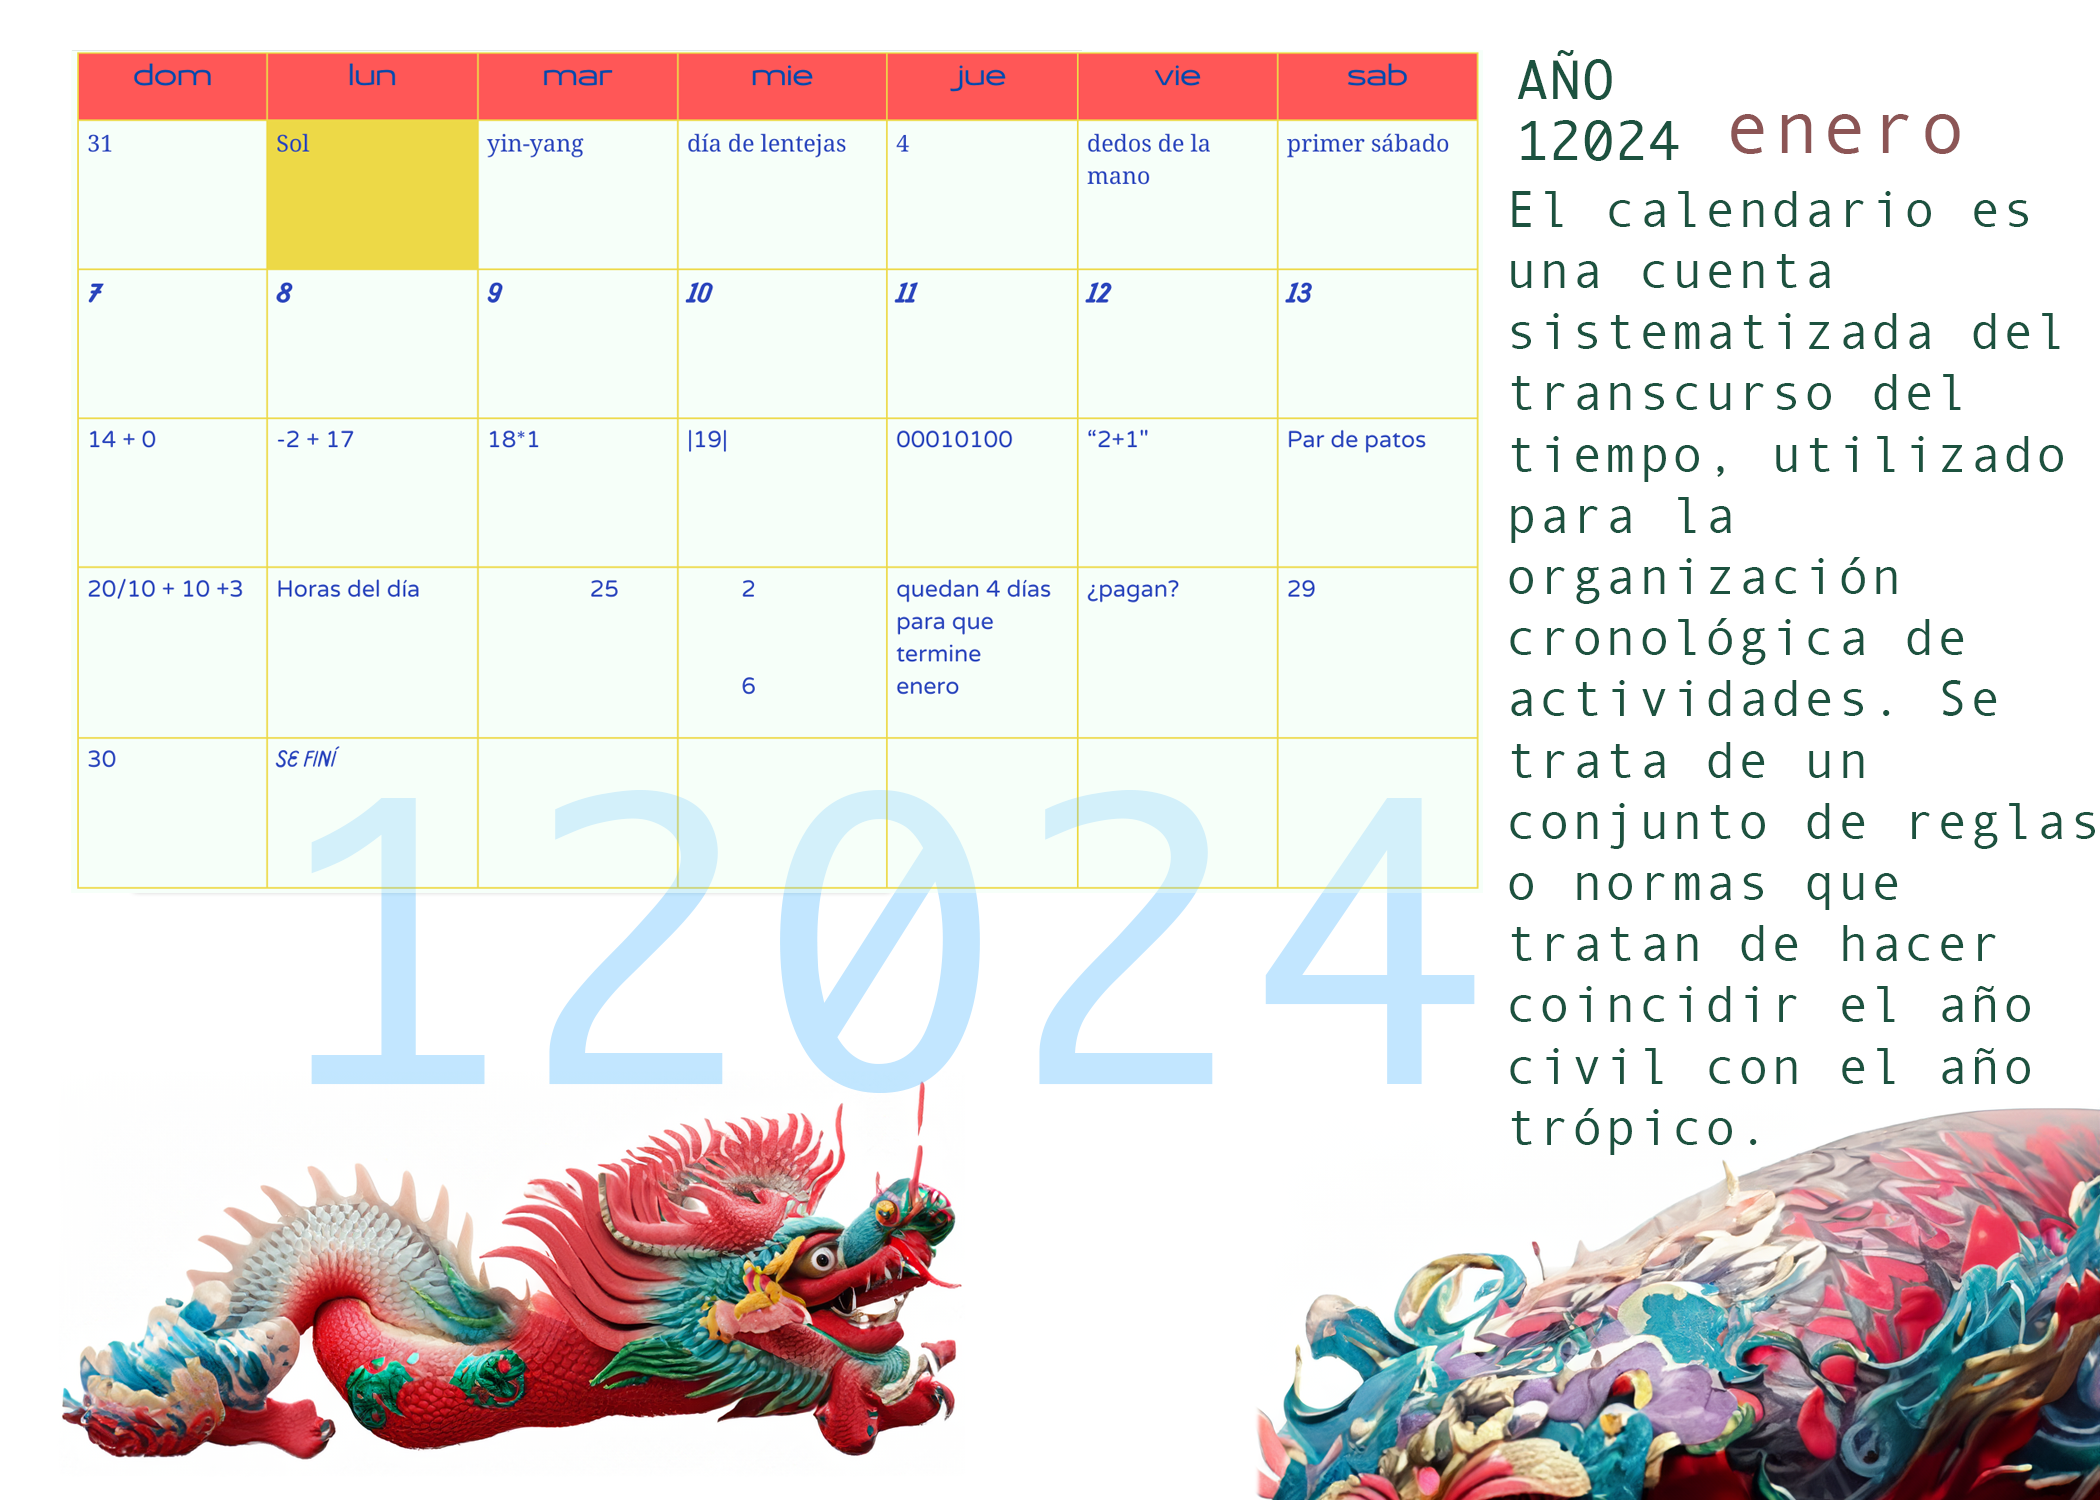 dom lun mar mie jue vie sab
31 Sol yin-yang día de lentejas 4 dedos de la primer sábado
mano
7 8 9 10 11 12 13
14 + 0 -2 + 17 18*1 |19| 00010100 “2+1" Par de patos
20/10 + 10 +3 Horas del día 25 2 quedan 4 días ¿pagan? 29
para que
termine
6 enero
30 SE FINÍ
12024
AÑO
12024 enero
El calendario es
una cuenta
sistematizada del
transcurso del
tiempo, utilizado
para la
organización
cronológica de
actividades. Se
trata de un
conjunto de reglas
o normas que
tratan de hacer
coincidir el año
civil con el año
trópico.